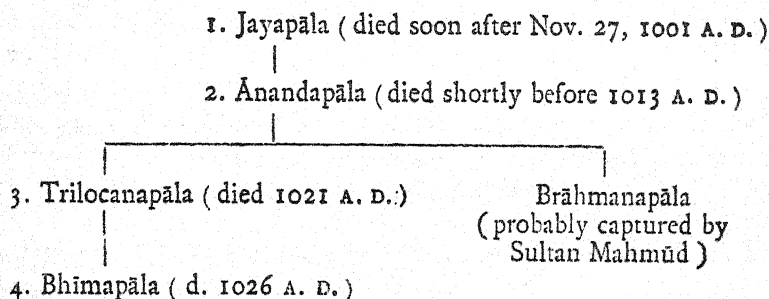 1. Jayapāla ( died soon after Nov. 27, 1001 A. D. )
2. Ānandapāla ( died shortly before 1013 A. D. )
3. Trilocanapāla ( died 1021 A. D.:)
Brāhmanapāla
( probably captured by
Sultan Mahmūd )
4. Bhīmapāla ( d. 1026 A. D. )